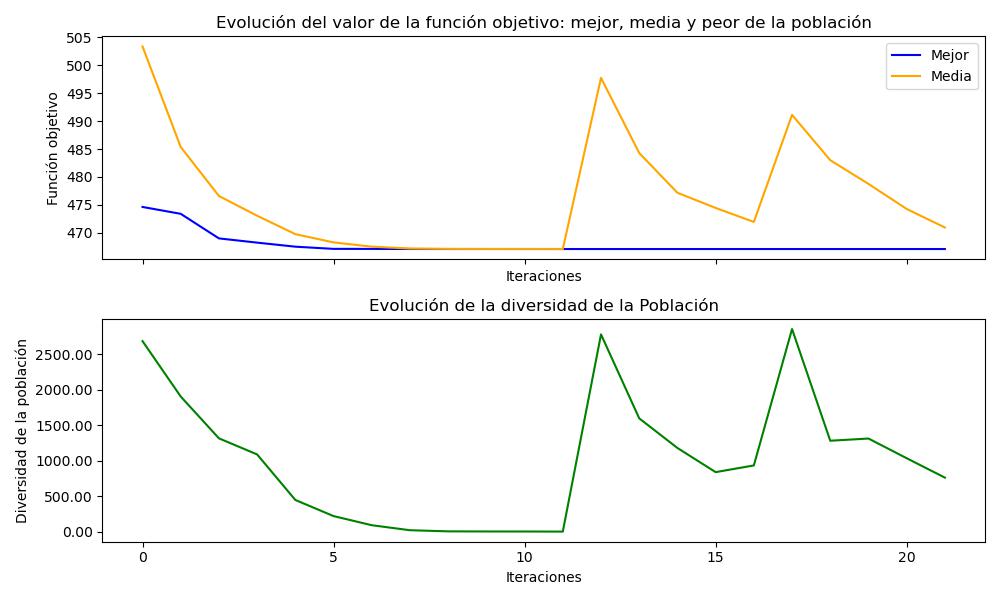 Evolución del valor de la función objetivo: mejor, media y peor de la población
505
500
495
490
485
480
475
470
Función objetivo
Mejor
Media
Iteraciones
Evolución de la diversidad de la Población
2500.00
2000.00
1500.00
1000.00
500.00
0.00
Diversidad de la población
0 5 10 15 20
Iteraciones